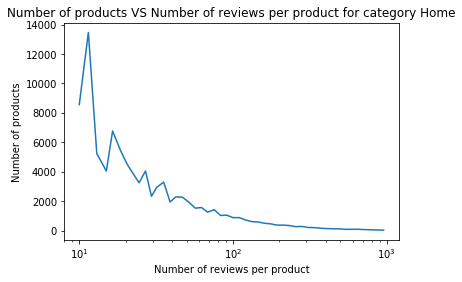 Number of products VS Number of reviews per product for category Home
14000
12000
10000
8000
6000
4000
2000
0
Number of products
10¹ 10² 10³
Number of reviews per product